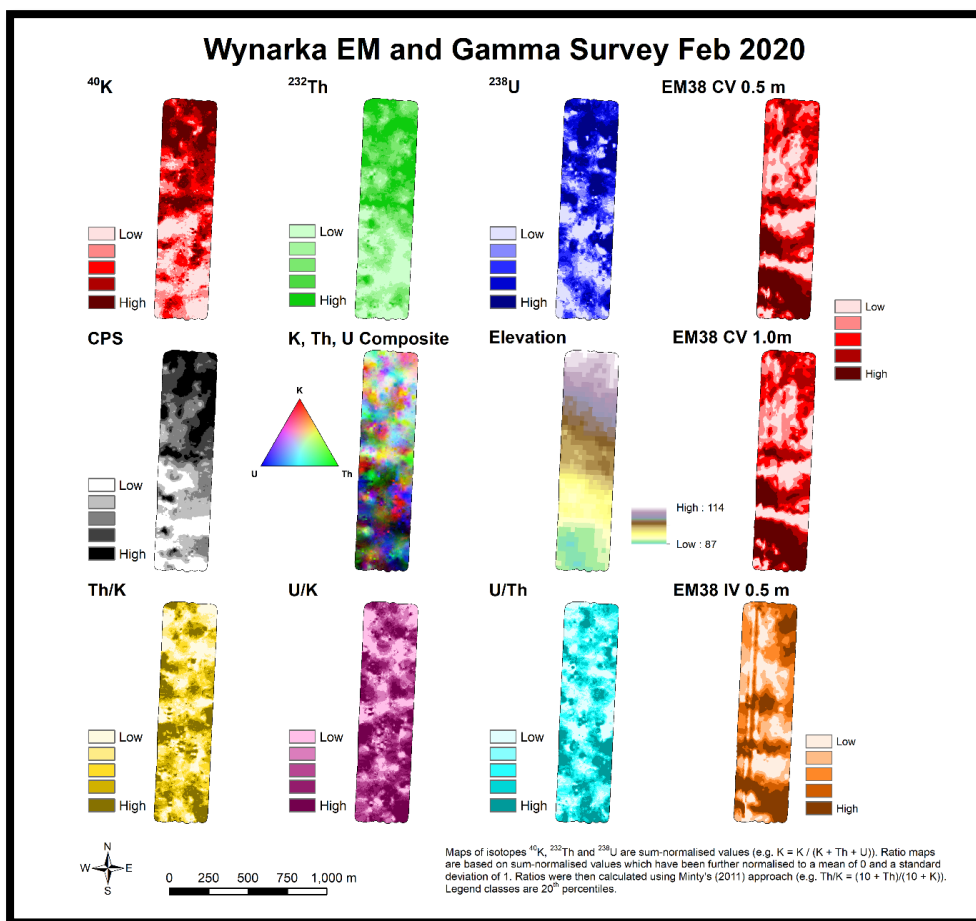 Wynarka EM and Gamma Survey Feb 2020
⁴⁰K
²³²Th
²³⁸U
EM38 CV 0.5 m
Low
High
Low
High
Low
High
Low
High
CPS
K, Th, U Composite
Elevation
EM38 CV 1.0m
K
U
Th
Low
High
High : 114
Low : 87
Th/K
U/K
U/Th
EM38 IV 0.5 m
Low
High
Low
High
Low
High
Low
High
N
W E
S
0 250 500 750 1,000 m
Maps of isotopes ⁴⁰K, ²³²Th and ²³⁸U are sum-normalised values (e.g. K = K / (K + Th + U)). Ratio maps
are based on sum-normalised values which have been further normalised to a mean of 0 and a standard
deviation of 1. Ratios were then calculated using Minty's (2011) approach (e.g. Th/K = (10 + Th)/(10 + K).
Legend classes are 20ᵗʰ percentiles.